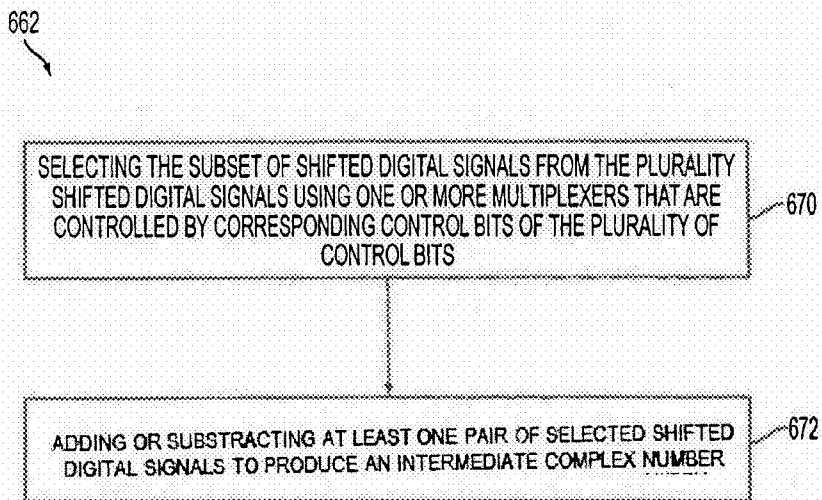 662
SELECTING THE SUBSET OF SHIFTED DIGITAL SIGNALS FROM THE PLURALITY
SHIFTED DIGITAL SIGNALS USING ONE OR MORE MULTIPLEXERS THAT ARE
CONTROLLED BY CORRESPONDING CONTROL BITS OF THE PLURALITY OF
CONTROL BITS
670
ADDING OR SUBSTRACTING AT LEAST ONE PAIR OF SELECTED SHIFTED
DIGITAL SIGNALS TO PRODUCE AN INTERMEDIATE COMPLEX NUMBER
672